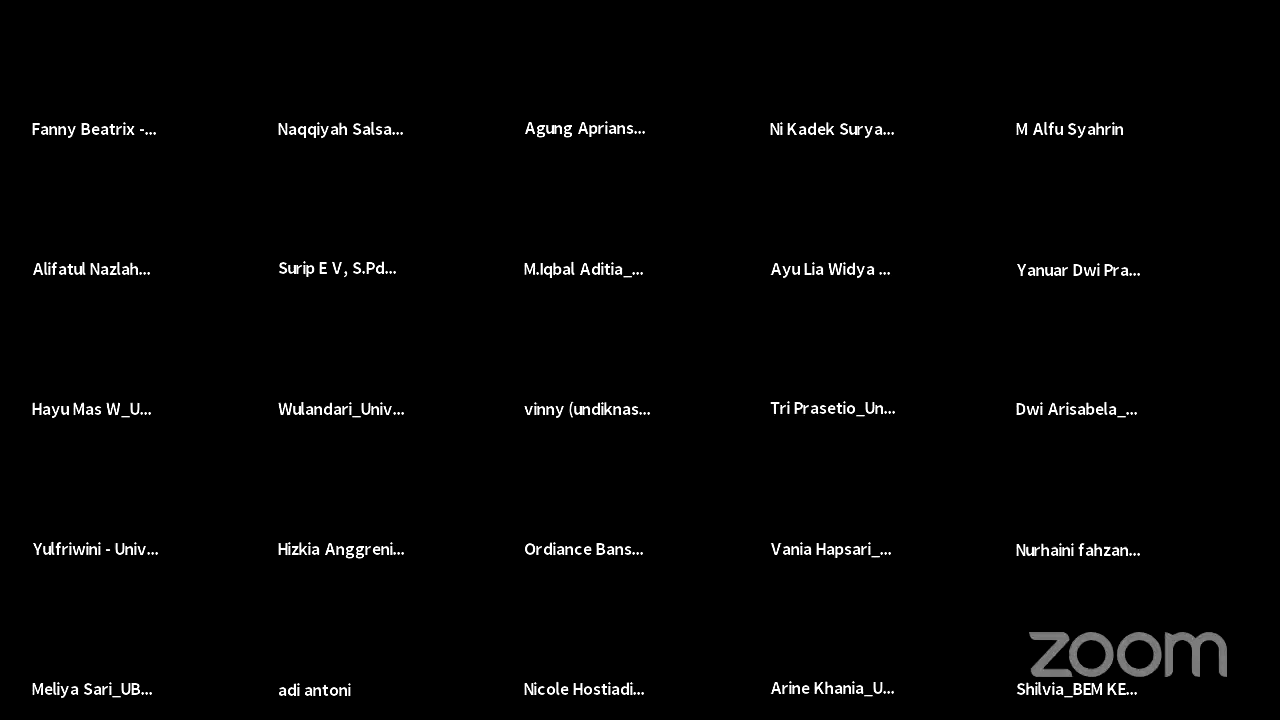 Fanny Beatrix -...
Naqqiyah Salsa...
Agung Aprians...
Ni Kadek Surya...
M Alfu Syahrin
Alifatul Nazlah...
Surip E V, S.Pd...
M.Iqbal Aditia_...
Ayu Lia Widya ...
Yanuar Dwi Pra...
Hayu Mas W_U...
Wulandari_Univ...
vinny (undiknas...
Tri Prasetio_Un...
Dwi Arisabela_...
Yulfriwini - Univ...
Hizkia Anggreni...
Ordiance Bans...
Vania Hapsari_...
Nurhaini fahzan...
Meliya Sari_UB...
adi antoni
Nicole Hostiadi...
Arine Khania_U...
Shilvia_BEM KE...
zoom